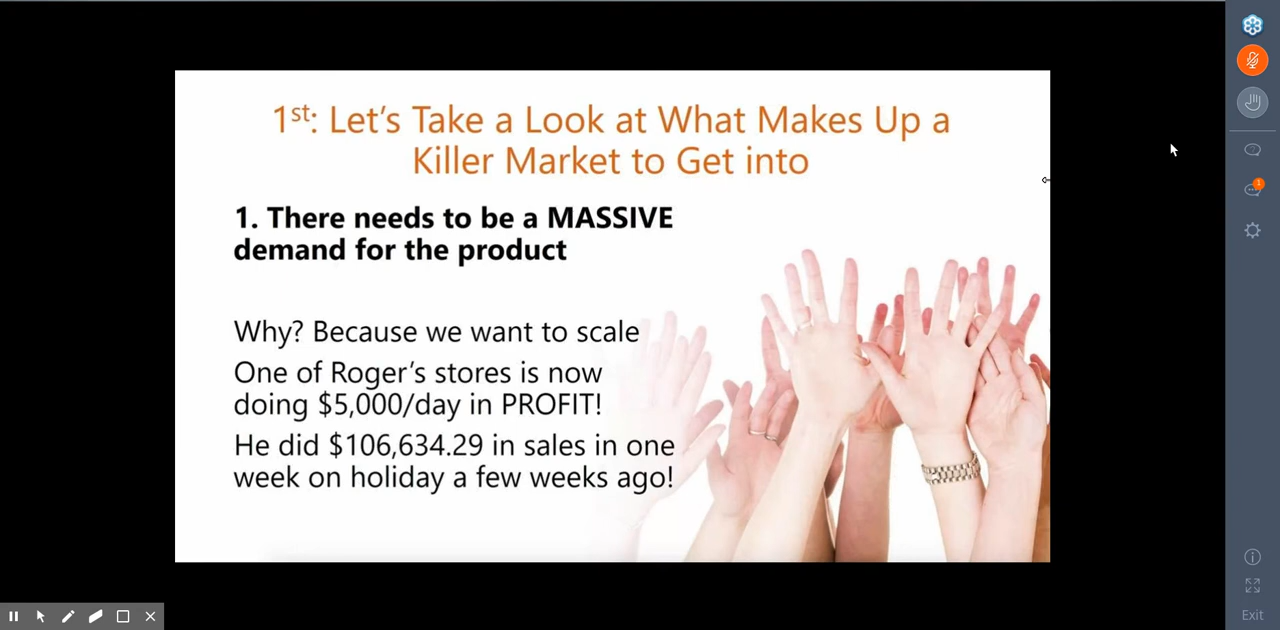 1st: Let's Take a Look at What Makes Up a
Killer Market to Get into
1. There needs to be a MASSIVE
demand for the product
Why? Because we want to scale
One of Roger's stores is now
doing $5,000/day in PROFIT!
He did $106,634.29 in sales in one
week on holiday a few weeks ago!
1
Exit